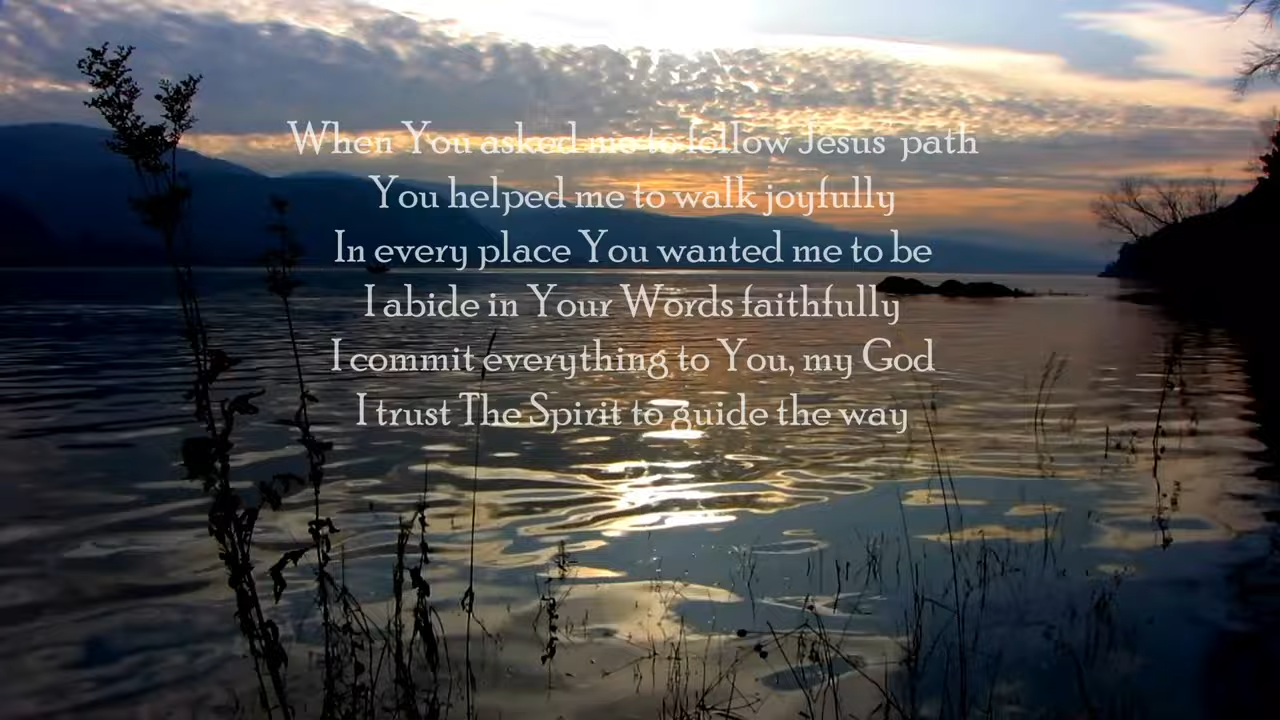 When You asked me to follow Jesus' path
You helped me to walk joyfully
In every place You wanted me to be
I abide in Your Words faithfully
I commit everything to You, my God
I trust The Spirit to guide the way